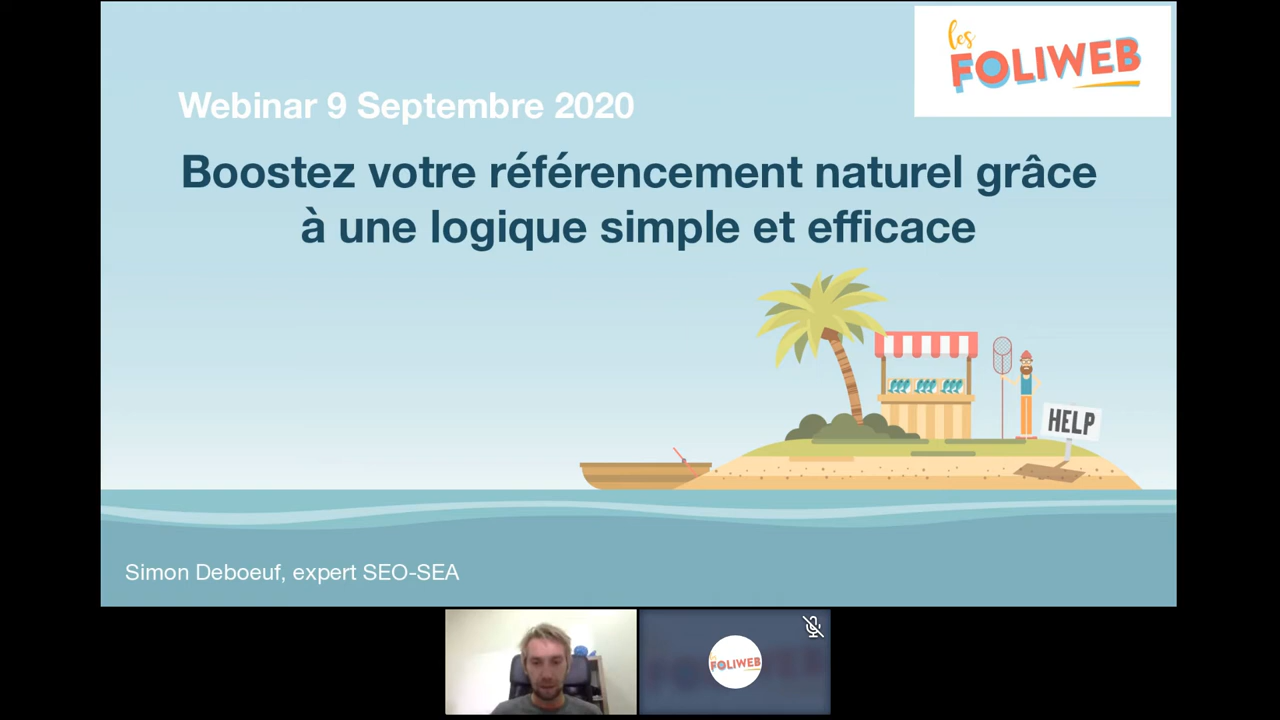 les
FOLIWEB
Webinar 9 Septembre 2020
Boostez votre référencement naturel grâce
à une logique simple et efficace
HELP
Simon Deboeuf, expert SEO-SEA
les
FOLIWEB